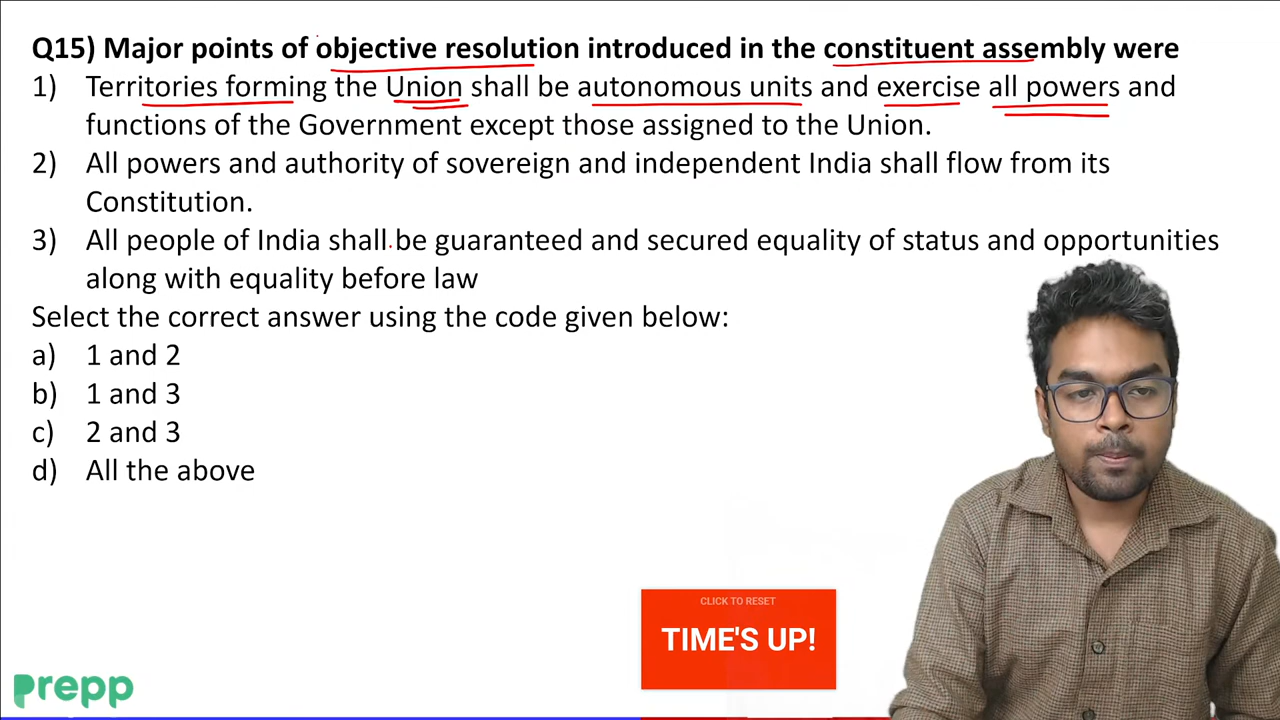 Q15) Major points of objective resolution introduced in the constituent assembly were
1) Territories forming the Union shall be autonomous units and exercise all powers and
functions of the Government except those assigned to the Union.
2) All powers and authority of sovereign and independent India shall flow from its
Constitution.
3) All people of India shall be guaranteed and secured equality of status and opportunities
along with equality before law
Select the correct answer using the code given below:
a) 1 and 2
b) 1 and 3
c) 2 and 3
d) All the above
CLICK TO RESET
TIME'S UP!
prepp